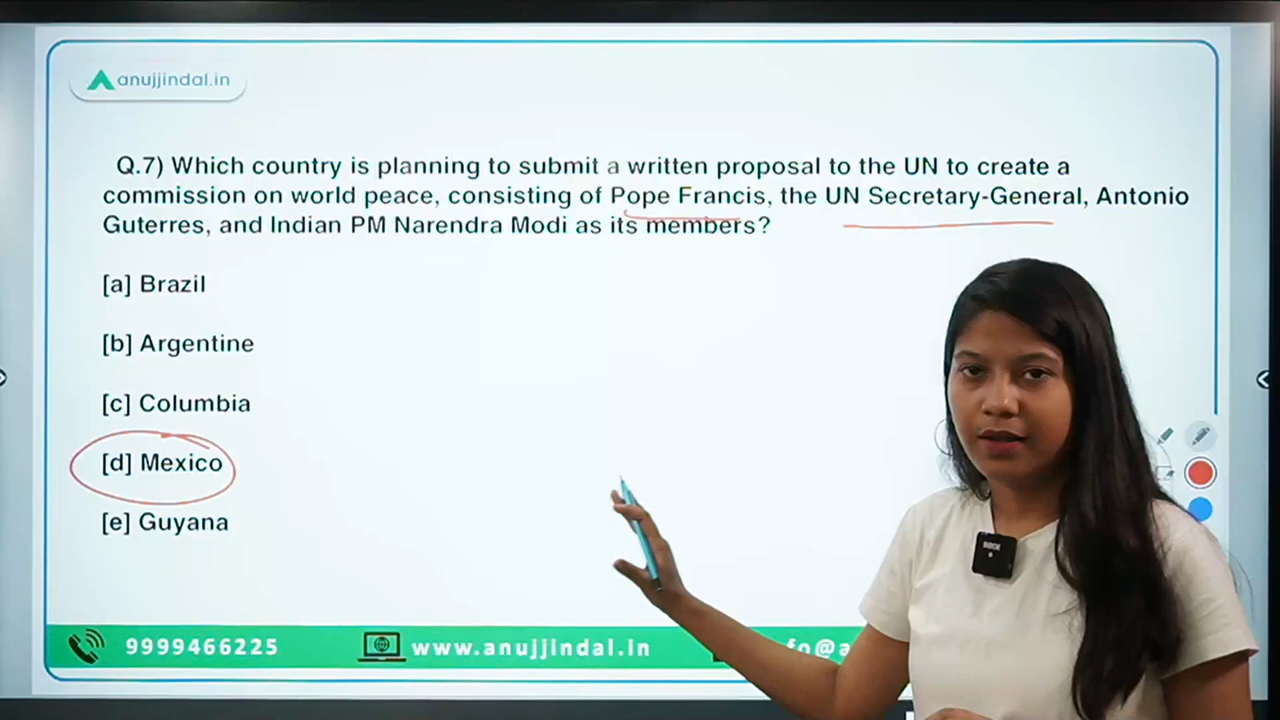 anujjindal.in
Q.7) Which country is planning to submit a written proposal to the UN to create a
commission on world peace, consisting of Pope Francis, the UN Secretary-General, Antonio
Guterres, and Indian PM Narendra Modi as its members?
[a] Brazil
[b] Argentine
[c] Columbia
[d] Mexico
[e] Guyana
9999466225 www.anujjindal.in